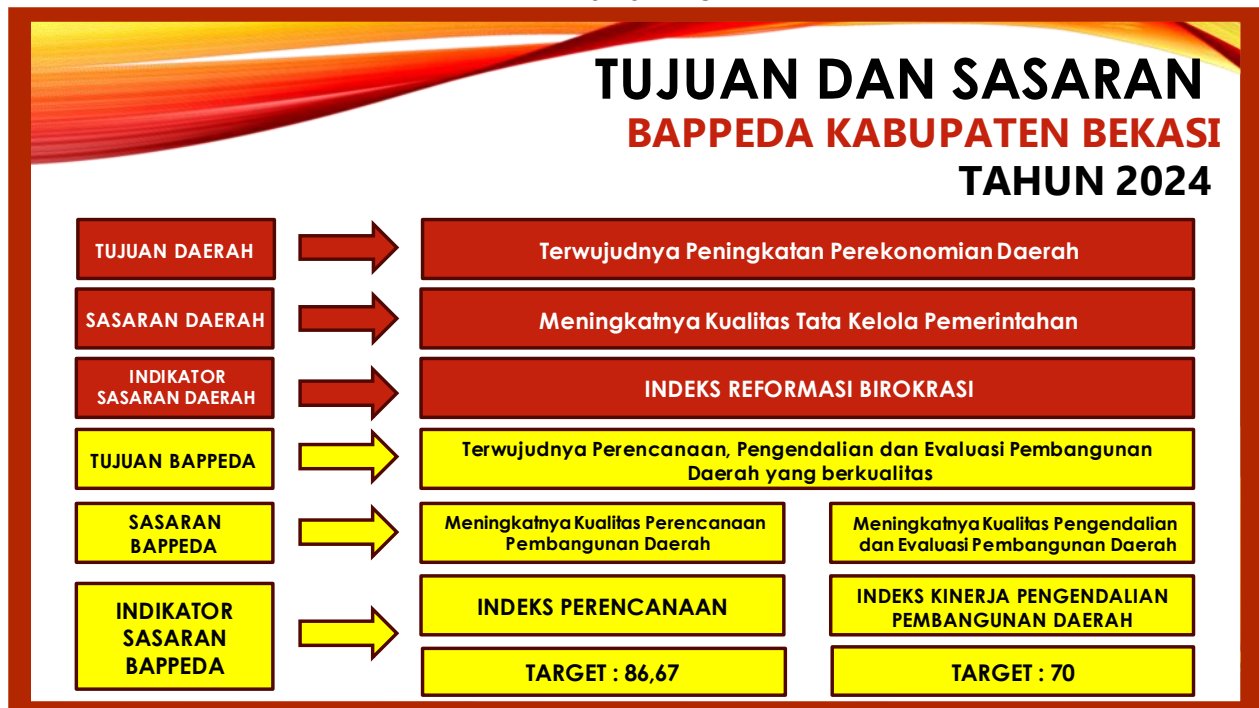 TUJUAN DAN SASARAN
BAPPEDA KABUPATEN BEKASI
TAHUN 2024
TUJUAN DAERAH
Terwujudnya Peningkatan Perekonomian Daerah
SASARAN DAERAH
Meningkatnya Kualitas Tata Kelola Pemerintahan
INDIKATOR
SASARAN DAERAH
INDEKS REFORMASI BIROKRASI
TUJUAN BAPPEDA
Terwujudnya Perencanaan, Pengendalian dan Evaluasi Pembangunan
Daerah yang berkualitas
SASARAN
BAPPEDA
Meningkatnya Kualitas Perencanaan
Pembangunan Daerah
Meningkatnya Kualitas Pengendalian
dan Evaluasi Pembangunan Daerah
INDIKATOR
SASARAN
BAPPEDA
INDEKS PERENCANAAN
INDEKS KINERJA PENGENDALIAN
PEMBANGUNAN DAERAH
TARGET : 86,67
TARGET : 70